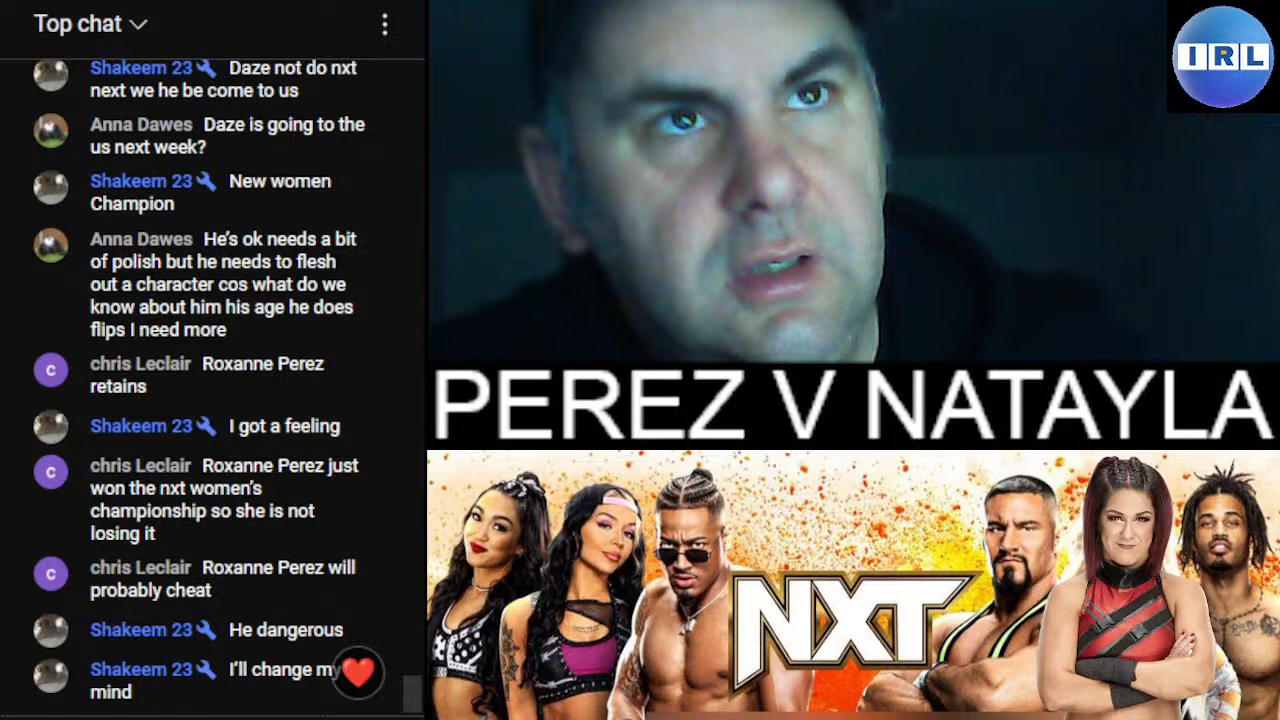 Top chat
Shakeem 23 Daze not do nxt
next we he be come to us
Anna Dawes Daze is going to the
us next week?
Shakeem 23 New women
Champion
Anna Dawes He's ok needs a bit
of polish but he needs to flesh
out a character cos what do we
know about him his age he does
flips I need more
chris Leclair Roxanne Perez
retains
Shakeem 23 I got a feeling
chris Leclair Roxanne Perez just
won the nxt women's
championship so she is not
losing it
chris Leclair Roxanne Perez will
probably cheat
Shakeem 23 He dangerous
Shakeem 23 I'll change my
mind
C
C
C
IRL
PEREZ V NATAYLA
NXT